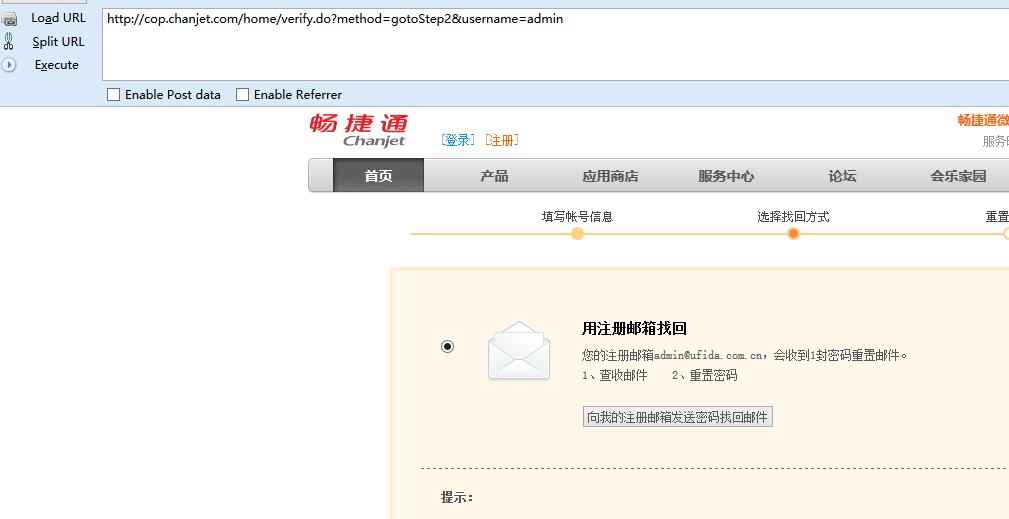 Load URL
Split URL
Execute
http://cop.chanjet.com/home/verify.do?method=gotoStep2&username=admin
Enable Post data Enable Referrer
畅捷通
Chanjet
[登录] [注册]
畅捷通微
服务时
首页 产品 应用商店 服务中心 论坛 会乐家园
填写帐号信息 选择找回方式 重置
用注册邮箱找回
您的注册邮箱admin@ufida.com.cn，会收到1封密码重置邮件。
1、查收邮件 2、重置密码
向我的注册邮箱发送密码找回邮件
提示：